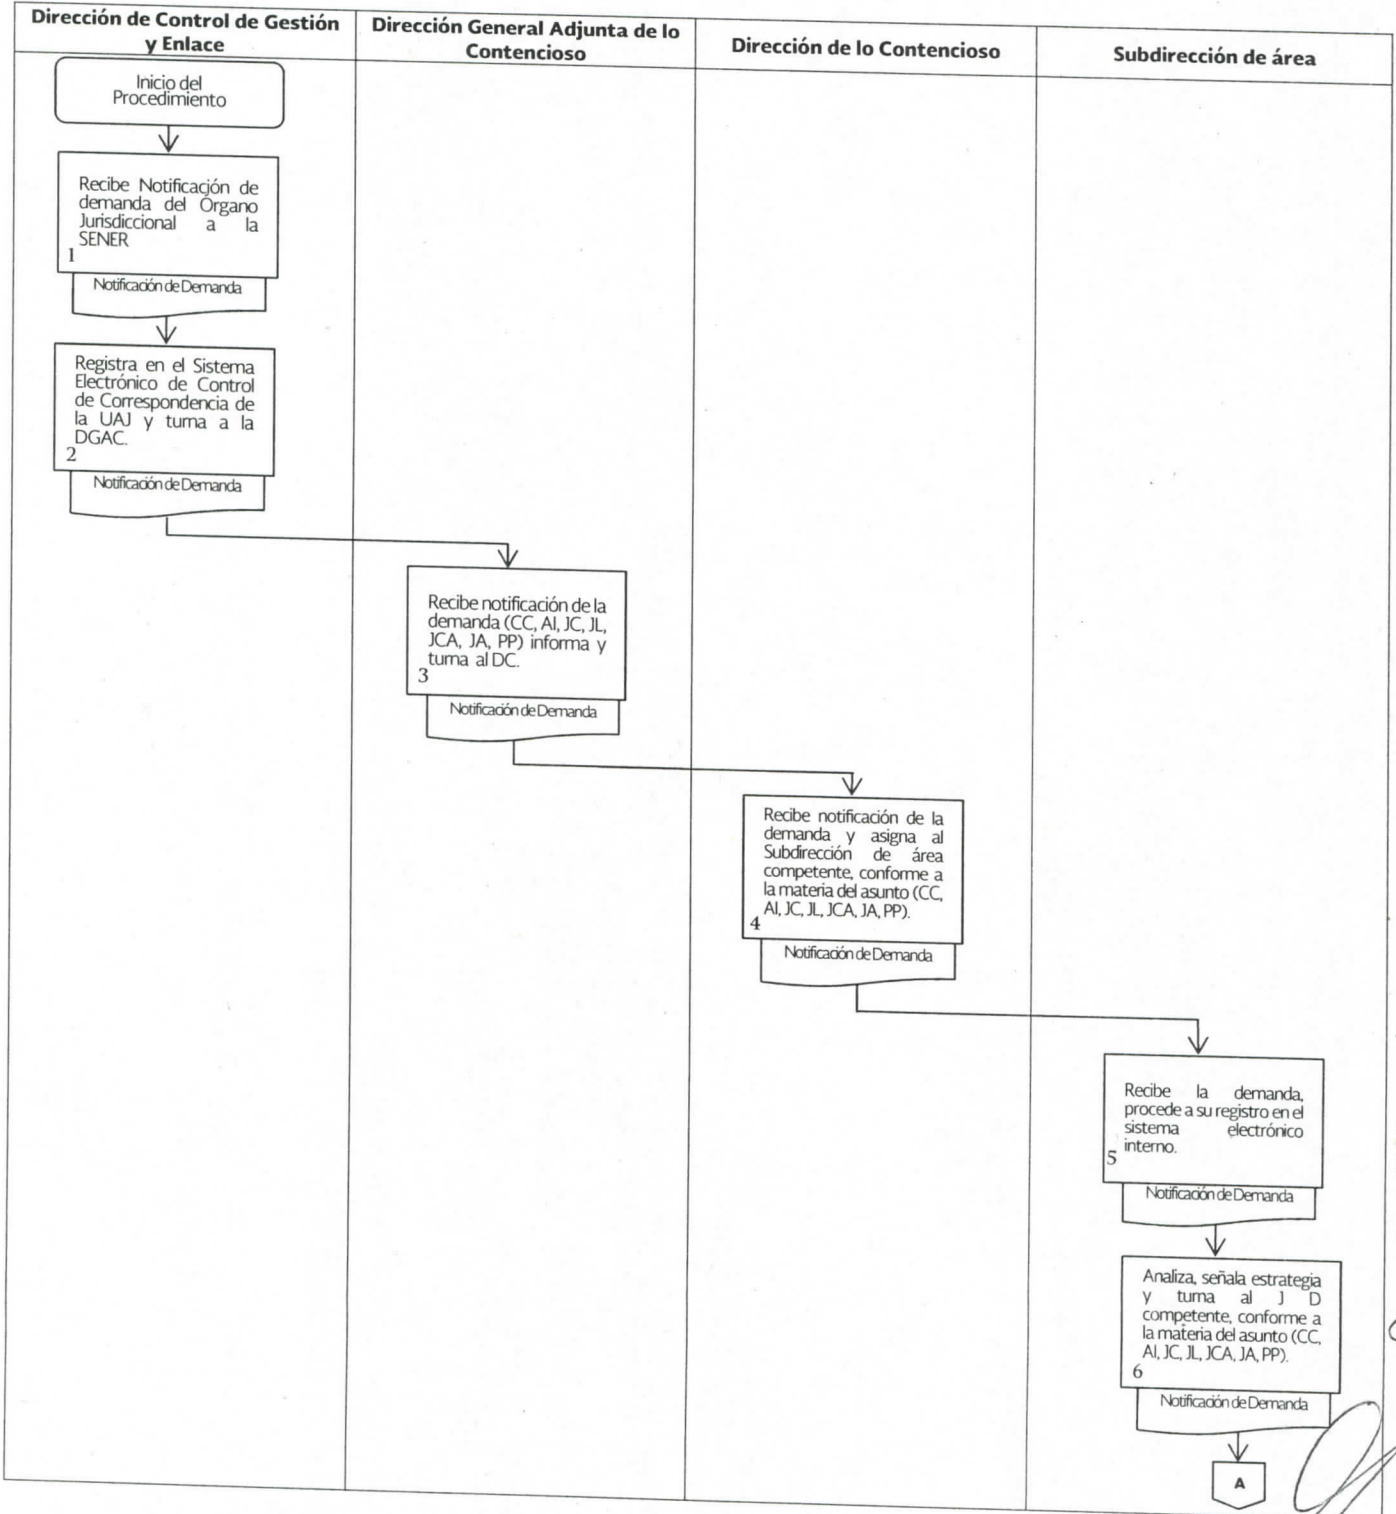 Dirección de Control de Gestión
y Enlace
Dirección General Adjunta de lo
Contencioso
Dirección de lo Contencioso
Subdirección de área
Inicio del
Procedimiento
Recibe Notificación de
demanda del Órgano
Jurisdiccional a la
SENER
1
Notificación de Demanda
Registra en el Sistema
Electrónico de Control
de Correspondencia de
la UAJ y turna a la
DGAC.
2
Notificación de Demanda
Recibe notificación de la
demanda (CC, AI, JC, JL,
JCA, JA, PP) informa y
turna al DC.
3
Notificación de Demanda
Recibe notificación de la
demanda y asigna al
Subdirección de área
competente, conforme a
la materia del asunto (CC,
AI, JC, JL, JCA, JA, PP).
4
Notificación de Demanda
Recibe la demanda,
procede a su registro en el
sistema electrónico
interno.
5
Notificación de Demanda
Analiza, señala estrategia
y turna al J D
competente, conforme a
la materia del asunto (CC,
AI, JC, JL, JCA, JA, PP).
6
Notificación de Demanda
A